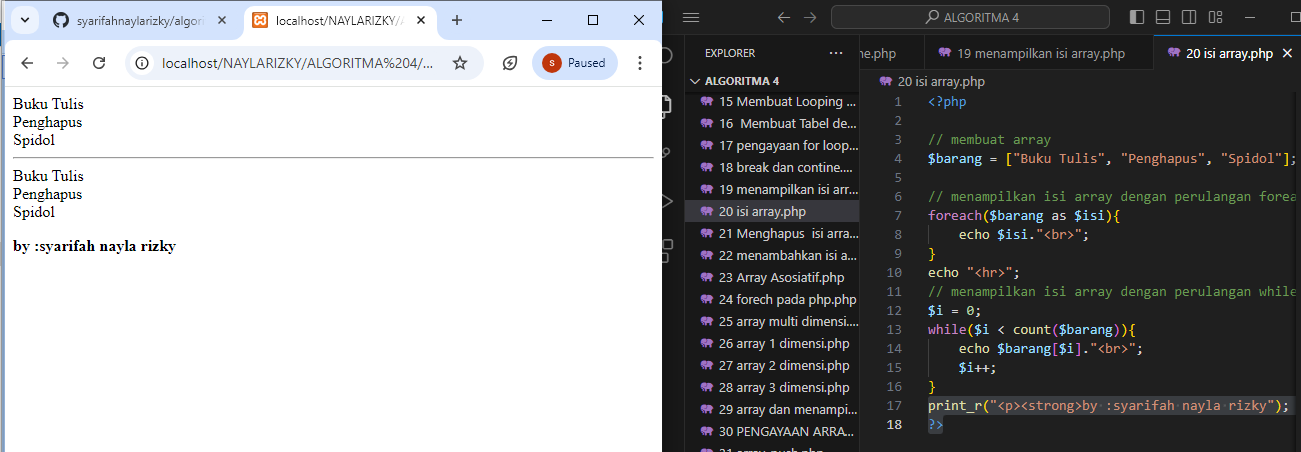 syarifahnaylarizky/algori
localhost/NAYLARIZKY/A
localhost/NAYLARIZKY/ALGORITMA%204/...
S
Paused
Buku Tulis
Penghapus
Spidol
Buku Tulis
Penghapus
Spidol
by :syarifah nayla rizky
ALGORITMA 4
EXPLORER
ALGORITMA 4
15 Membuat Looping ...
16  Membuat Tabel de...
17 pengayaan for loop...
18 break dan contine....
19 menampilkan isi arr...
20 isi array.php
21 Menghapus  isi arra...
22 menambahkan isi a...
23 Array Asosiatif.php
24 forech pada php.php
25 array multi dimensi....
26 array 1 dimensi.php
27 array 2 dimensi.php
28 array 3 dimensi.php
29 array dan menampi...
30 PENGAYAAN ARRA...
31 array push.php
ne.php
19 menampilkan isi array.php
20 isi array.php
20 isi array.php
1 <?php
2
3 // membuat array
4 $barang = ["Buku Tulis", "Penghapus", "Spidol"];
5
6 // menampilkan isi array dengan perulangan forea
7 foreach($barang as $isi){
8 echo $isi."<br>";
9 }
10 echo "<hr>";
11 // menampilkan isi array dengan perulangan while
12 $i = 0;
13 while($i < count($barang)){
14 echo $barang[$i]."<br>";
15 $i++;
16 }
17 print_r("<p><strong>by :syarifah nayla rizky");
18 ?>